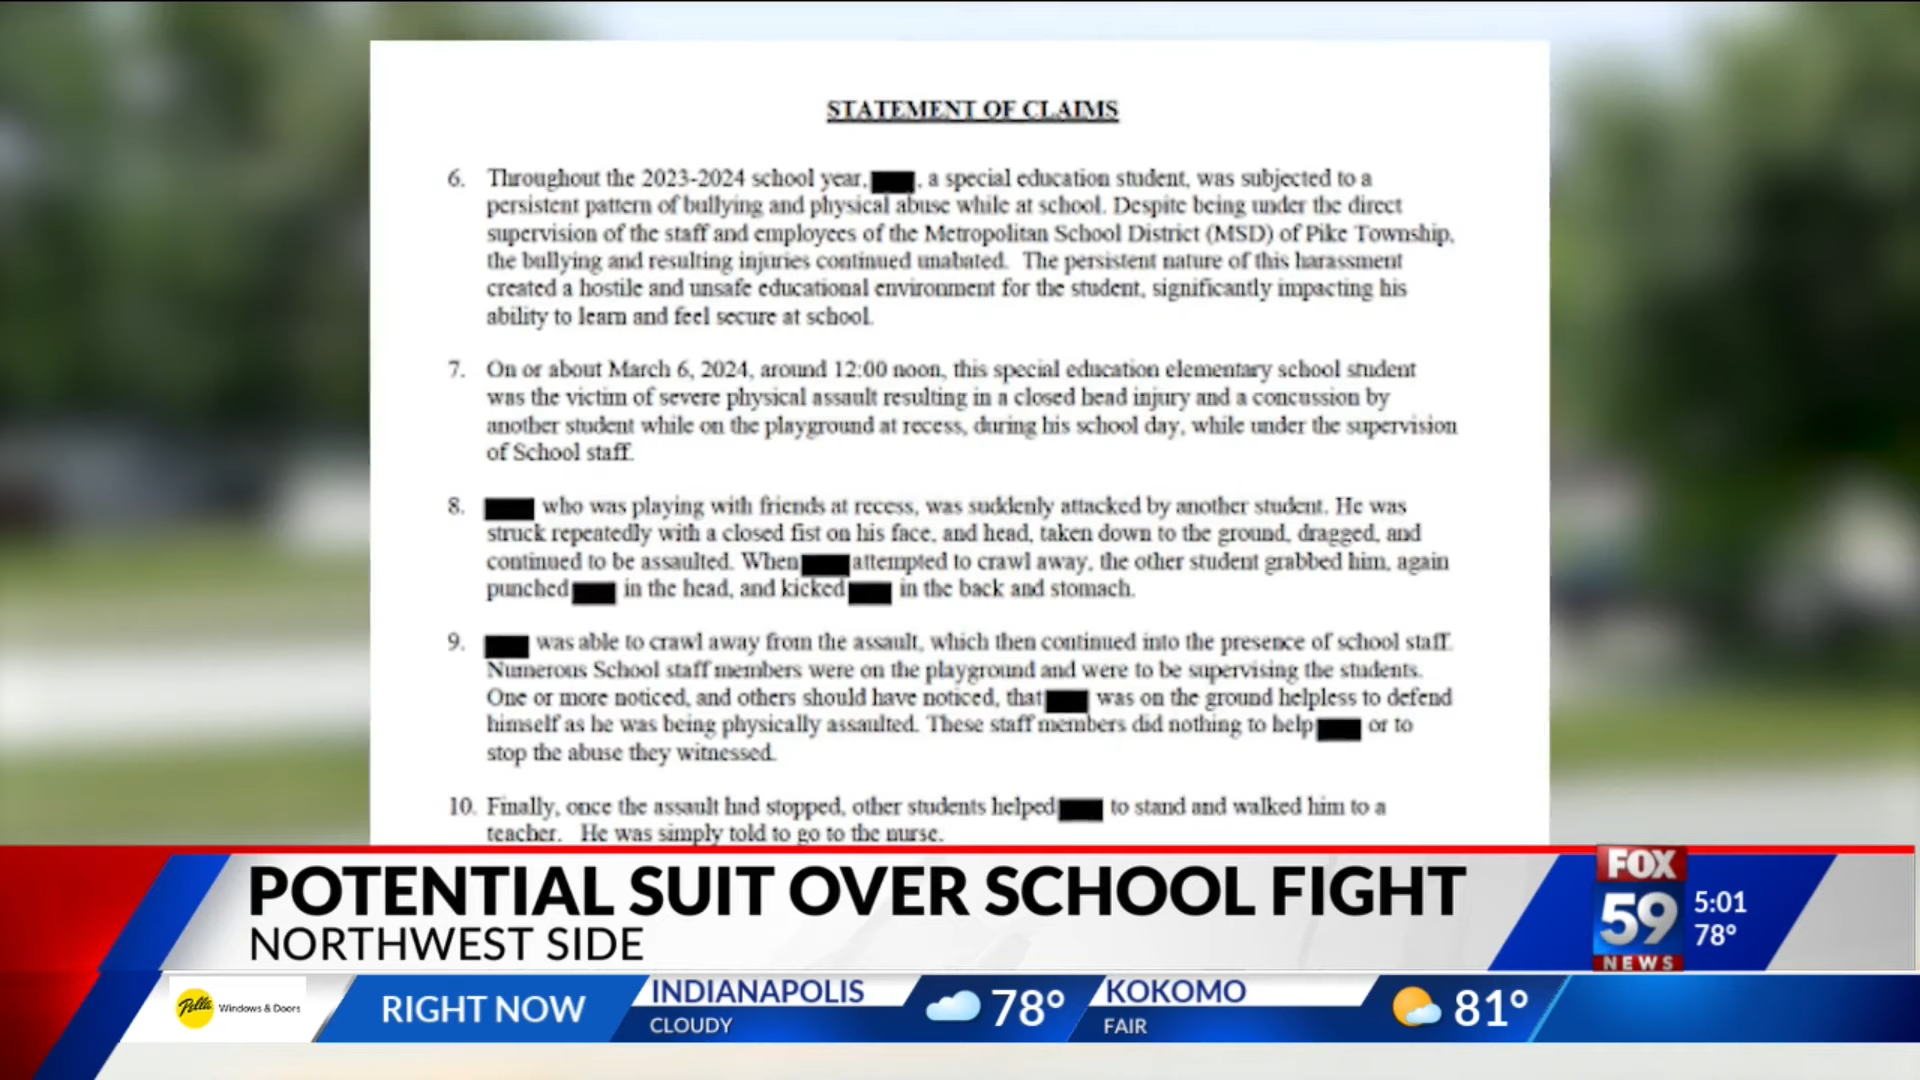 STATEMENT OF CLAIMS
6. Throughout the 2023-2024 school year, , a special education student, was subjected to a
persistent pattern of bullying and physical abuse while at school. Despite being under the direct
supervision of the staff and employees of the Metropolitan School District (MSD) of Pike Township,
the bullying and resulting injuries continued unabated. The persistent nature of this harassment
created a hostile and unsafe educational environment for the student, significantly impacting his
ability to learn and feel secure at school.
7. On or about March 6, 2024, around 12:00 noon, this special education elementary school student
was the victim of severe physical assault resulting in a closed head injury and a concussion by
another student while on the playground at recess, during his school day, while under the supervision
of School staff.
8. who was playing with friends at recess, was suddenly attacked by another student. He was
struck repeatedly with a closed fist on his face, and head, taken down to the ground, dragged, and
continued to be assaulted. When attempted to crawl away, the other student grabbed him, again
punched in the head, and kicked in the back and stomach.
9. was able to crawl away from the assault, which then continued into the presence of school staff.
Numerous School staff members were on the playground and were to be supervising the students.
One or more noticed, and others should have noticed, that was on the ground helpless to defend
himself as he was being physically assaulted. These staff members did nothing to help or to
stop the abuse they witnessed.
10. Finally, once the assault had stopped, other students helped to stand and walked him to a
teacher. He was simply told to go to the nurse.
POTENTIAL SUIT OVER SCHOOL FIGHT
NORTHWEST SIDE
FOX
59
NEWS
5:01
78°
Pella Windows & Doors
RIGHT NOW
INDIANAPOLIS
CLOUDY
78°
KOKOMO
FAIR
81°